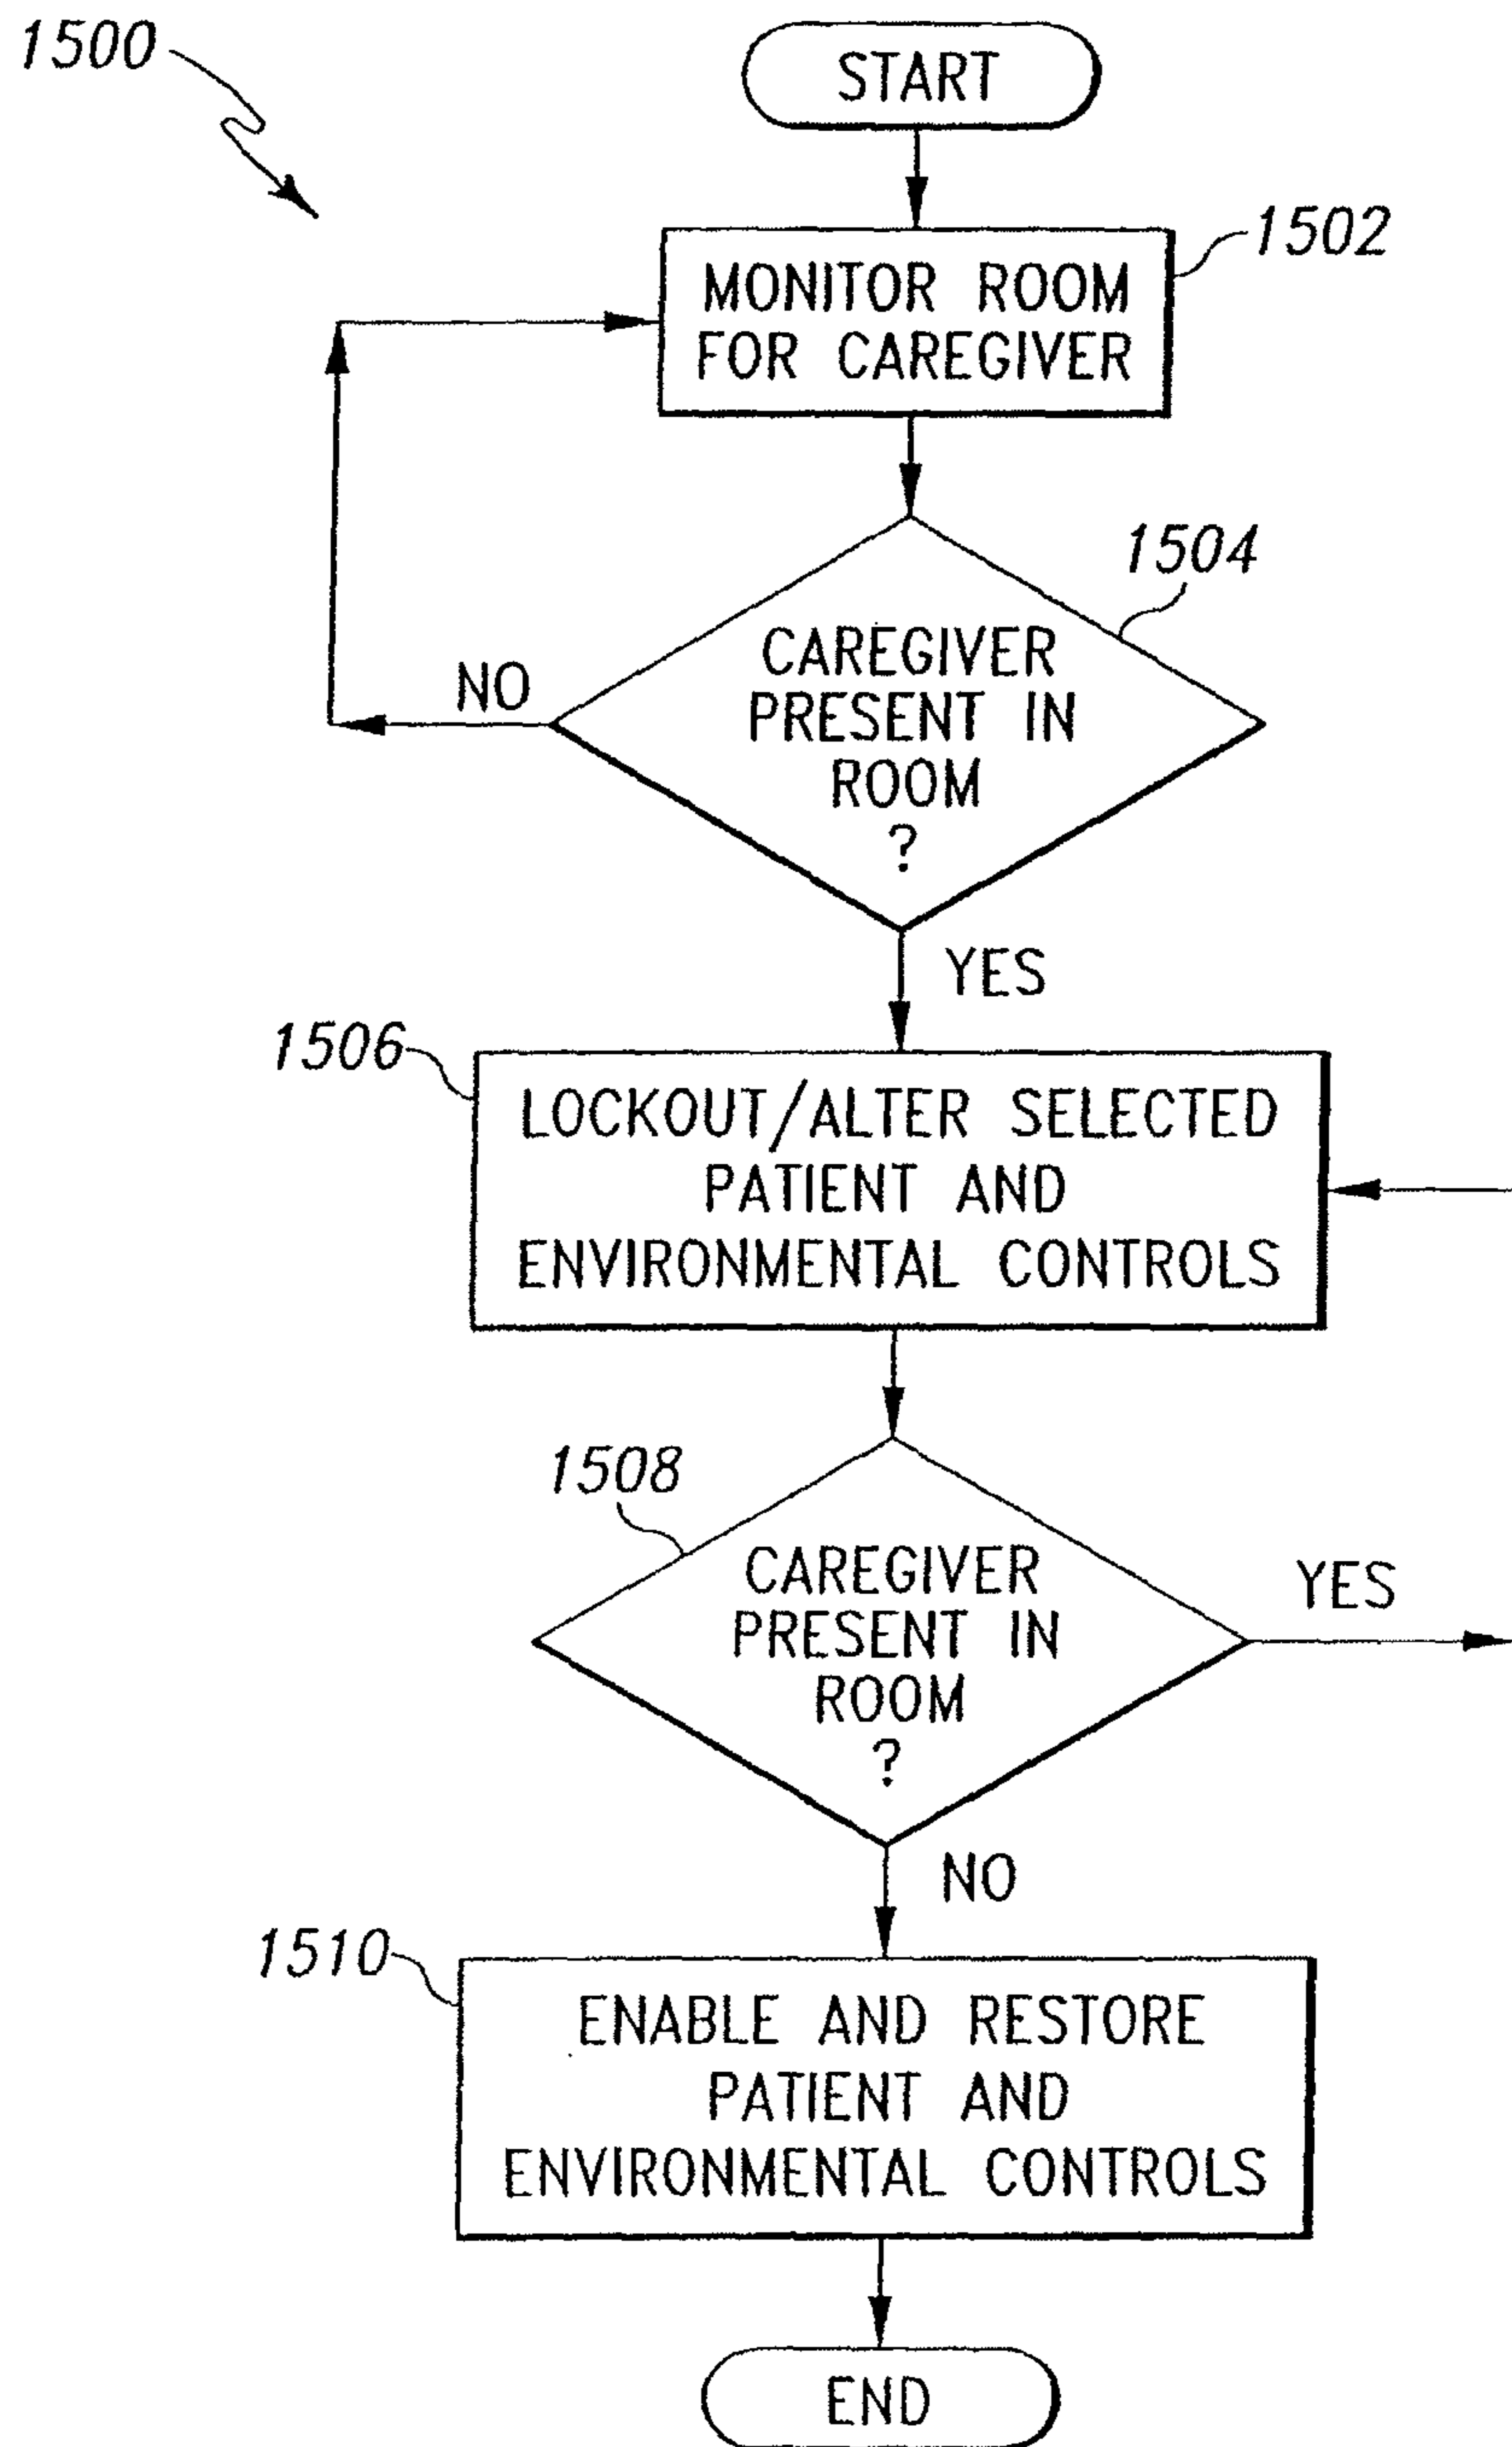 1500
START
1502
MONITOR ROOM
FOR CAREGIVER
1504
CAREGIVER
PRESENT IN
ROOM
?
NO
YES
1506
LOCKOUT/ALTER SELECTED
PATIENT AND
ENVIRONMENTAL CONTROLS
1508
CAREGIVER
PRESENT IN
ROOM
?
YES
NO
1510
ENABLE AND RESTORE
PATIENT AND
ENVIRONMENTAL CONTROLS
END